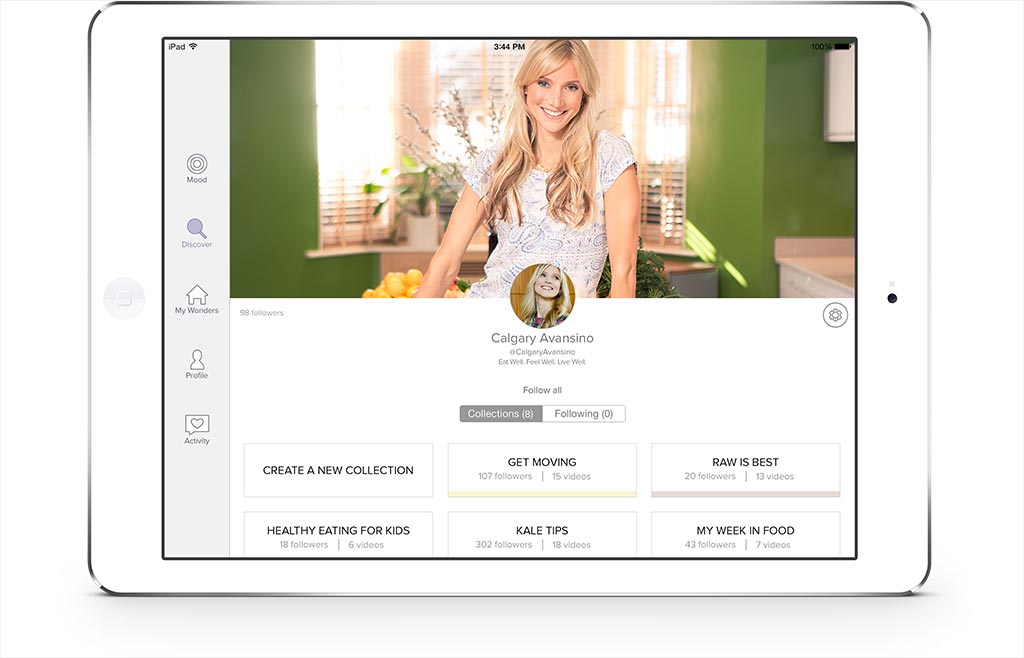 iPad
3:44 PM
100%
Mood
Discover
My Wonders
Profile
Activity
98 followers
Calgary Avansino
@CalgaryAvansino
Eat Well. Feel Well. Live Well.
Follow all
Collections (8)
Following (0)
CREATE A NEW COLLECTION
GET MOVING
107 followers | 15 videos
RAW IS BEST
20 followers | 13 videos
HEALTHY EATING FOR KIDS
18 followers | 6 videos
KALE TIPS
302 followers | 18 videos
MY WEEK IN FOOD
43 followers | 7 videos